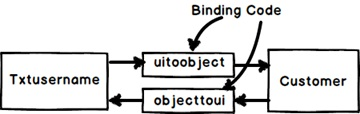 Binding Code
uitoobject
Txtusername
Customer
objecttoui